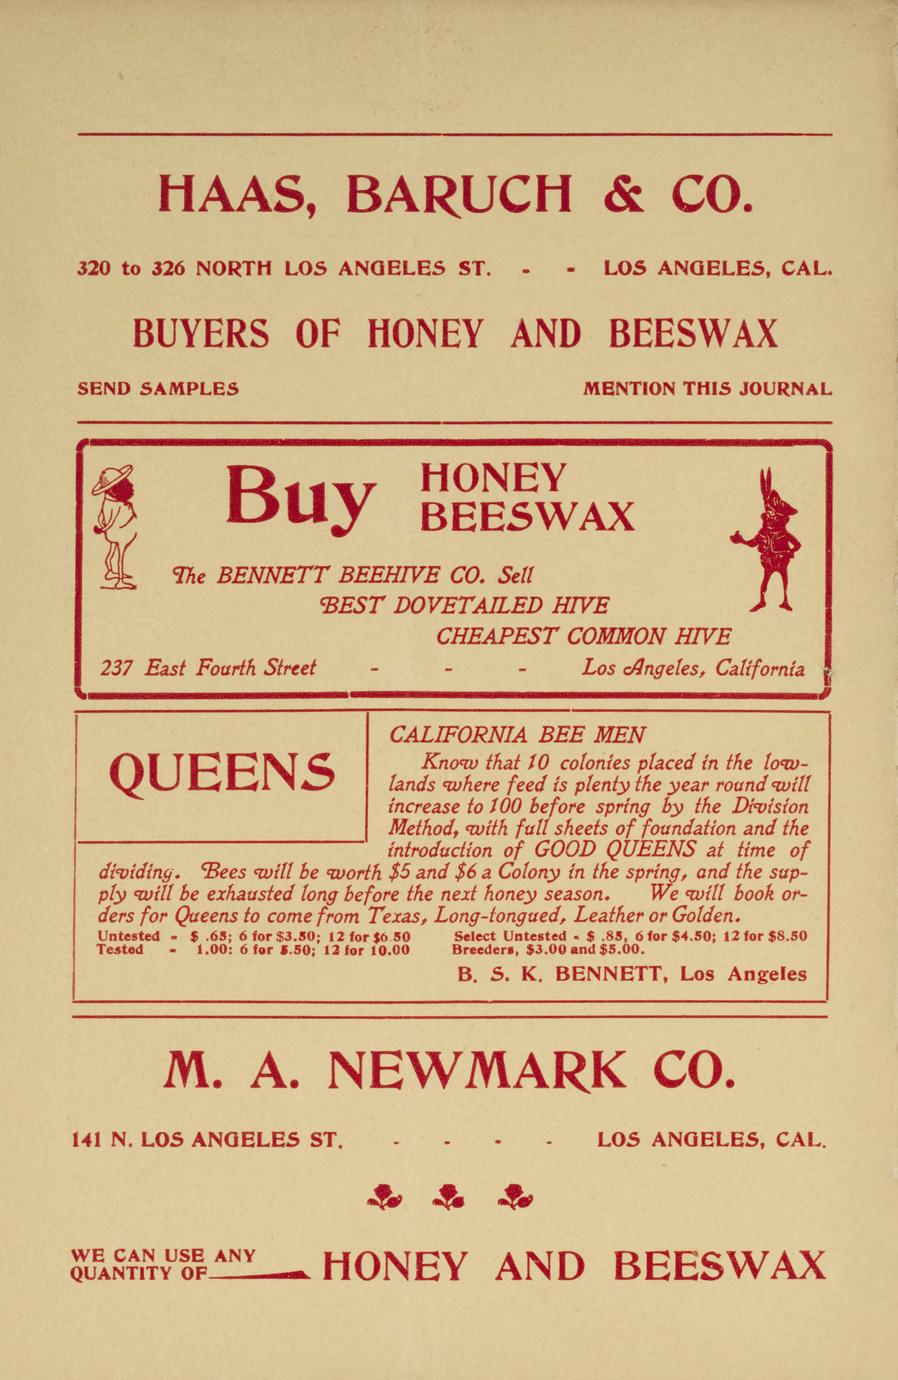 HAAS, BARUCH & CO.
320 to 326 NORTH LOS ANGELES ST. - - LOS ANGELES, CAL.
BUYERS OF HONEY AND BEESWAX
SEND SAMPLES MENTION THIS JOURNAL
Buy HONEY
BEESWAX
The BENNETT BEEHIVE CO. Sell
BEST DOVETAILED HIVE
CHEAPEST COMMON HIVE
237 East Fourth Street - - - Los Angeles, California
QUEENS
CALIFORNIA BEE MEN
Know that 10 colonies placed in the low-
lands where feed is plenty the year round will
increase to 100 before spring by the Division
Method, with full sheets of foundation and the
introduction of GOOD QUEENS at time of
dividing. Bees will be worth $5 and $6 a Colony in the spring, and the sup-
ply will be exhausted long before the next honey season. We will book or-
ders for Queens to come from Texas, Long-tongued, Leather or Golden.
Untested - $ .65; 6 for $3.50; 12 for $6.50 Select Untested - $ .85, 6 for $4.50; 12 for $8.50
Tested - 1.00: 6 for 5.50; 12 for 10.00 Breeders, $3.00 and $5.00.
B. S. K. BENNETT, Los Angeles
M. A. NEWMARK CO.
141 N. LOS ANGELES ST. - - - - LOS ANGELES, CAL.
WE CAN USE ANY
QUANTITY OF HONEY AND BEESWAX